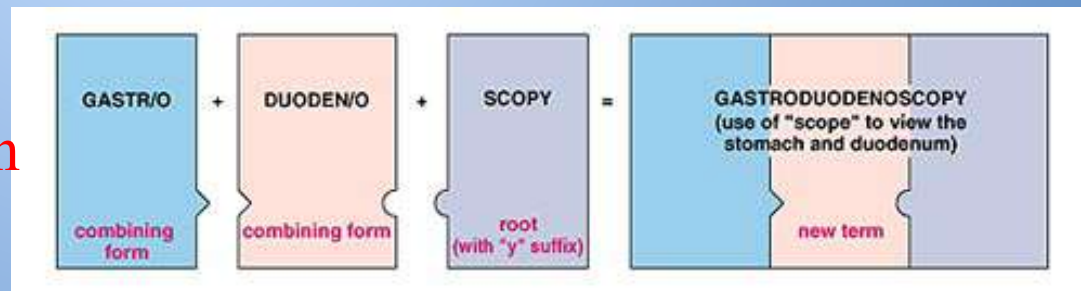 GASTR/O + DUODEN/O + SCOPY = GASTRODUODENOSCOPY
(use of "scope" to view the
stomach and duodenum)
combining
form
combining form
root
(with "y" suffix)
new term